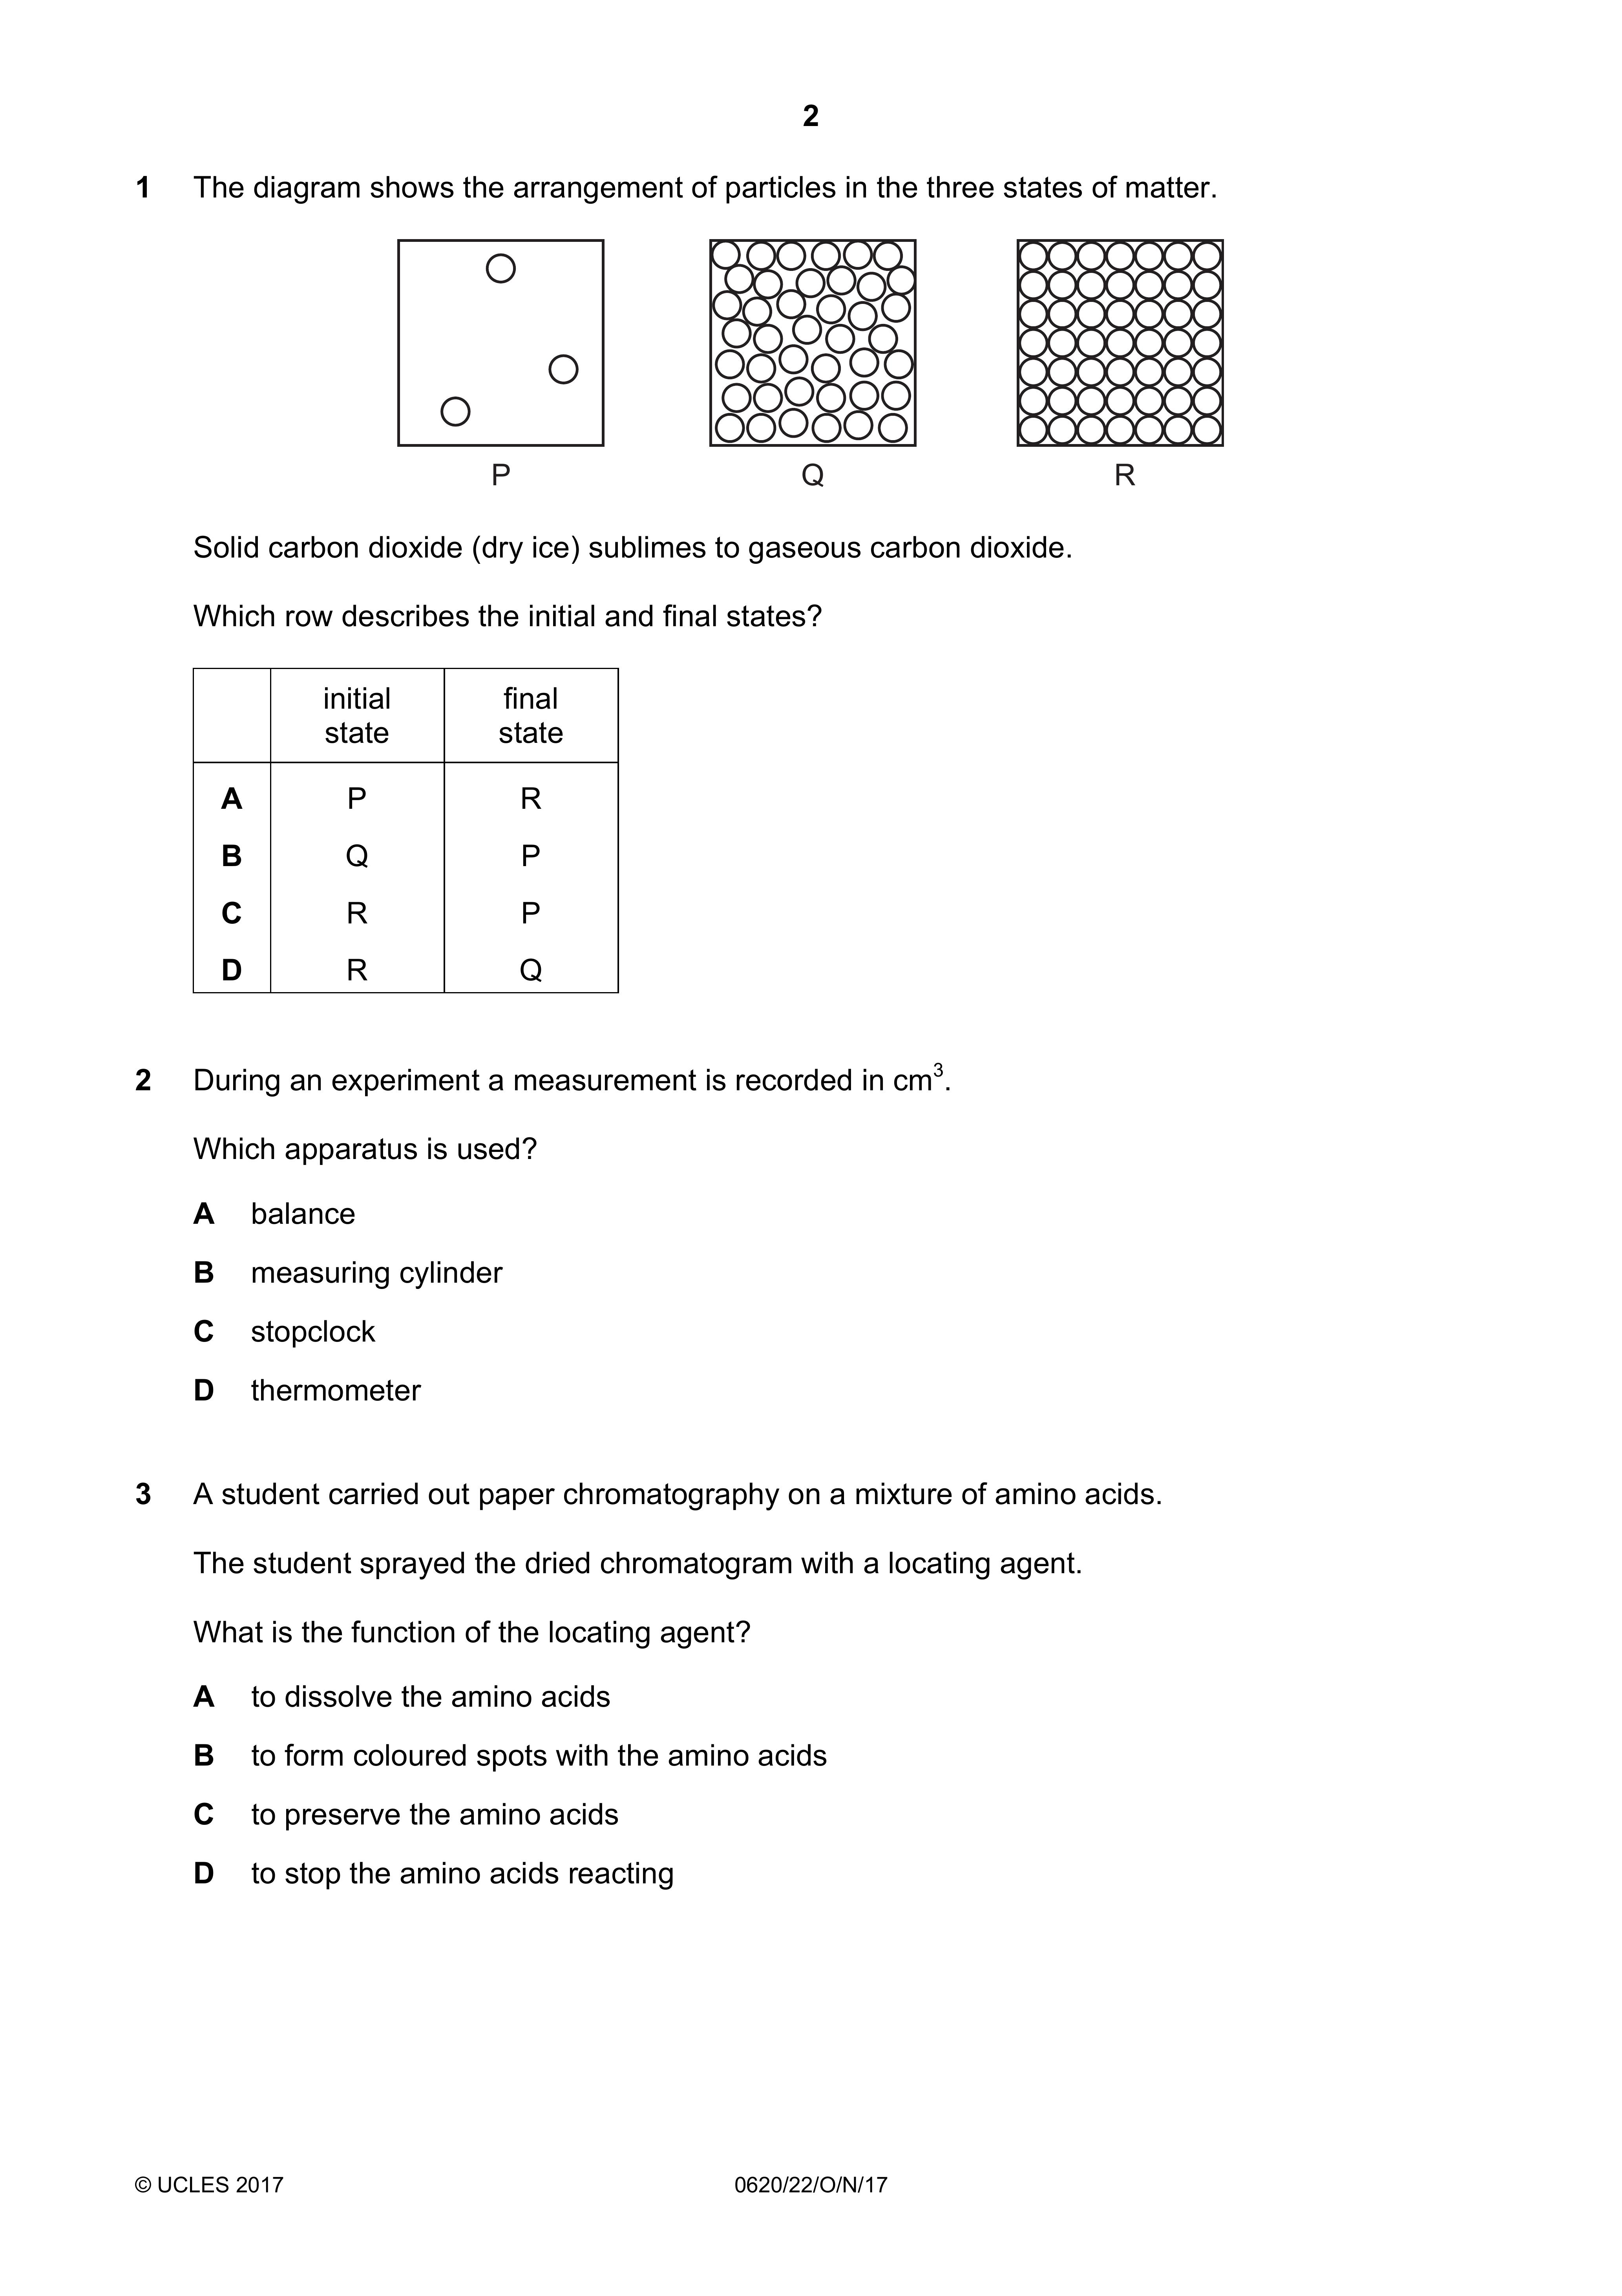 2
1 The diagram shows the arrangement of particles in the three states of matter.
P Q R
Solid carbon dioxide (dry ice) sublimes to gaseous carbon dioxide.
Which row describes the initial and final states?
initial state final state
A P R
B Q P
C R P
D R Q
2 During an experiment a measurement is recorded in cm³.
Which apparatus is used?
A balance
B measuring cylinder
C stopclock
D thermometer
3 A student carried out paper chromatography on a mixture of amino acids.
The student sprayed the dried chromatogram with a locating agent.
What is the function of the locating agent?
A to dissolve the amino acids
B to form coloured spots with the amino acids
C to preserve the amino acids
D to stop the amino acids reacting
© UCLES 2017 0620/22/O/N/17